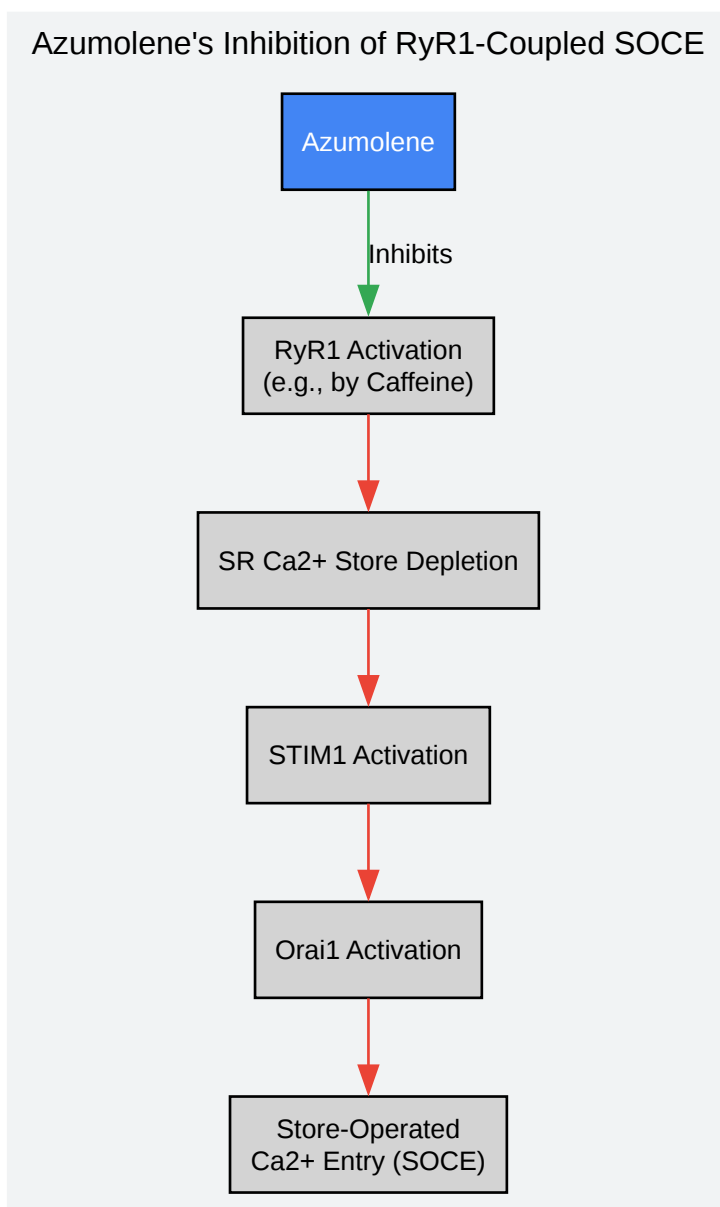 Azumolene's Inhibition of RyR1-Coupled SOCE
Azumolene
Inhibits
RyR1 Activation
(e.g., by Caffeine)
SR Ca2+ Store Depletion
STIM1 Activation
Orai1 Activation
Store-Operated
Ca2+ Entry (SOCE)